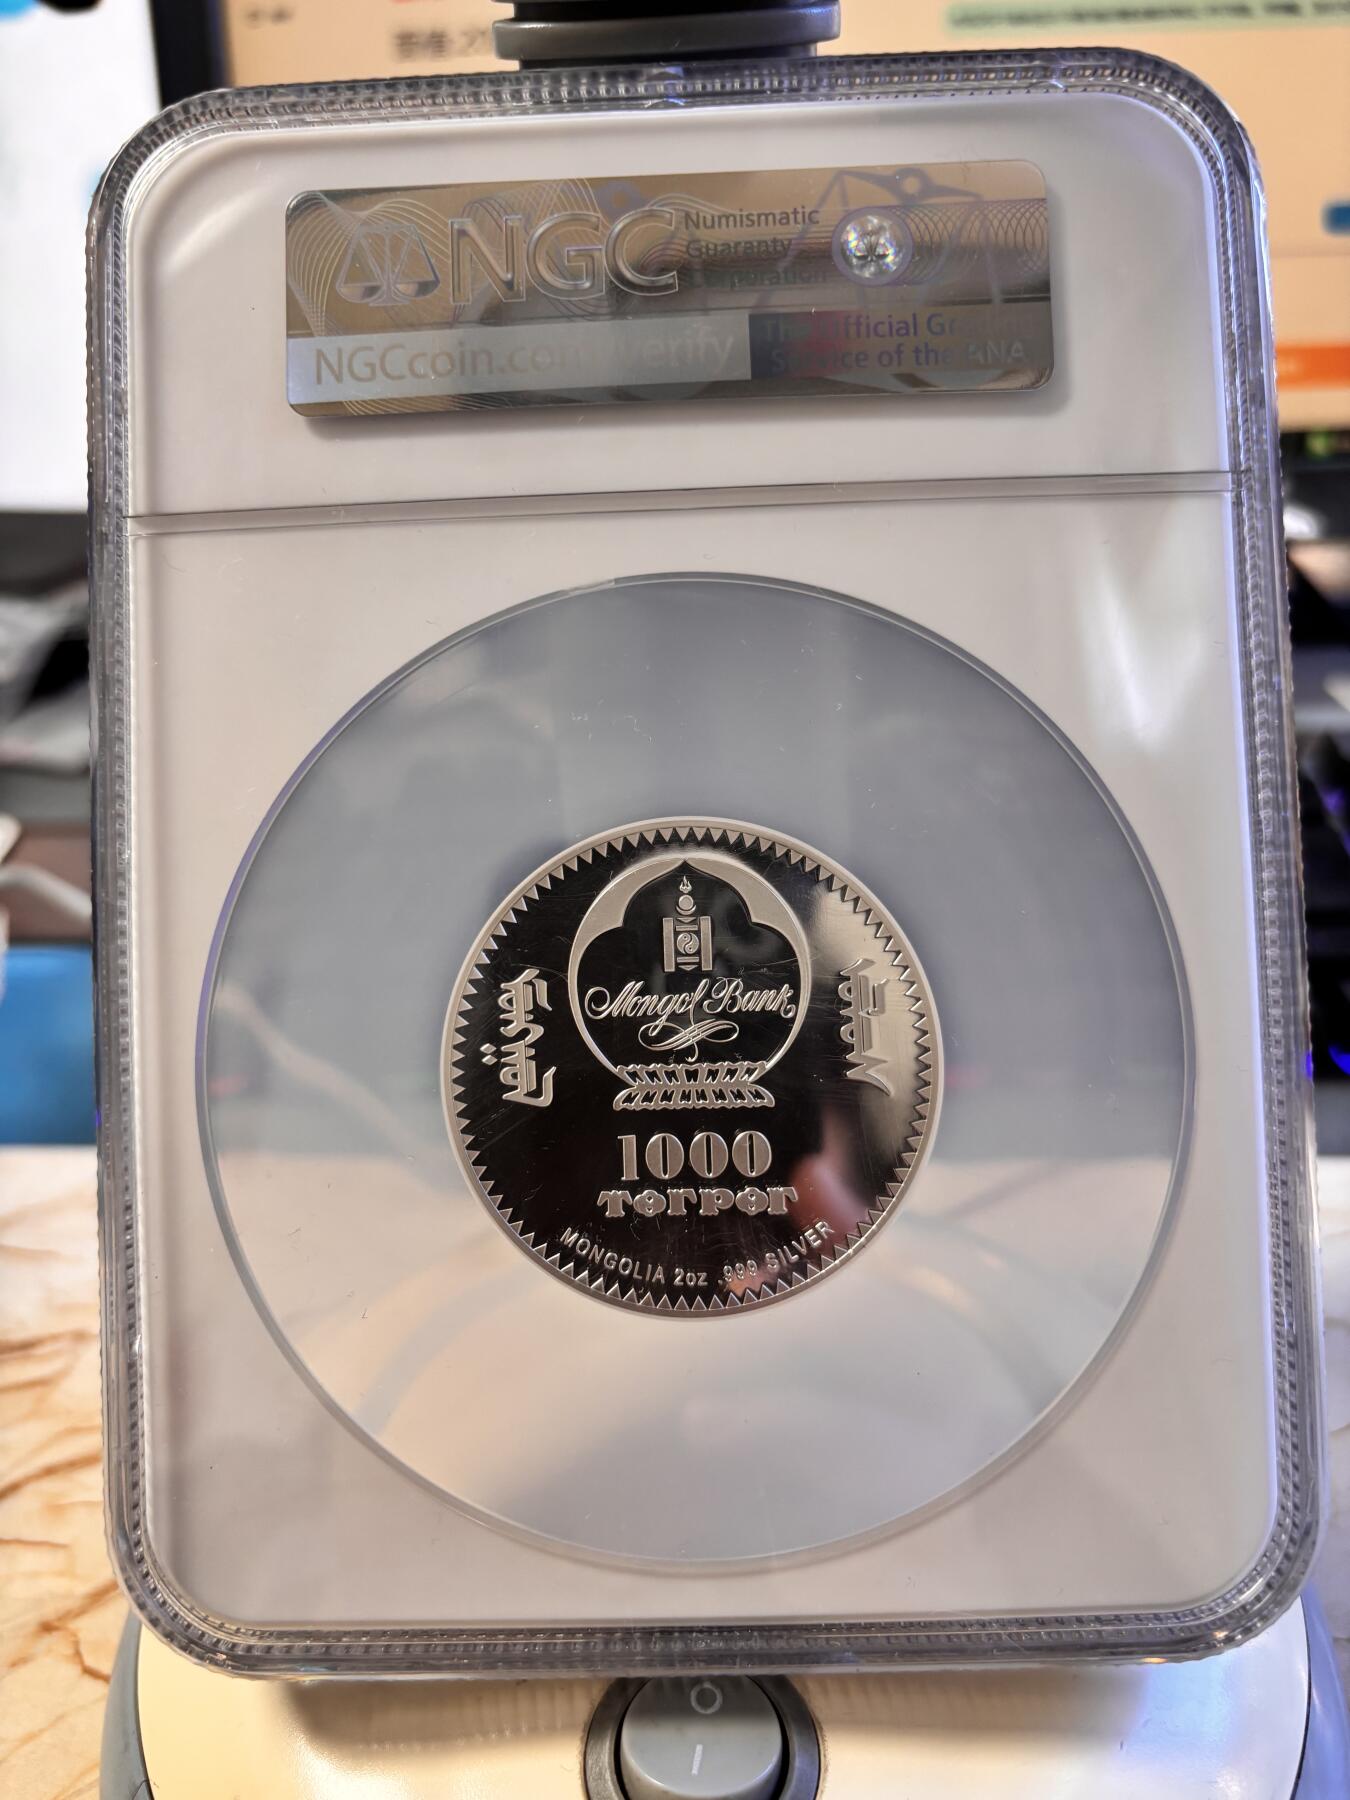 NGC
Numismatic
Guaranty
Corporation
NGCcoin.com/verify
The Official Grading
Service of the ANA
Mongol Bank
1000
ТӨГРӨГ
MONGOLIA 2oz .999 SILVER